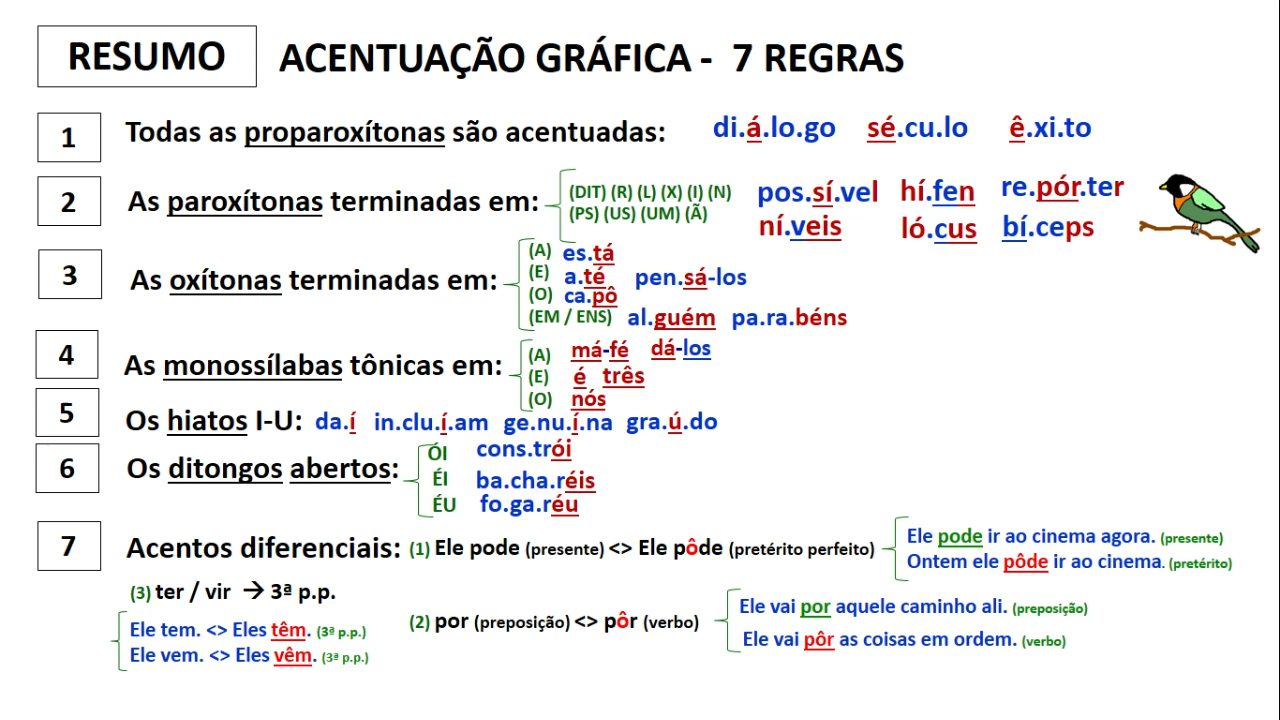 RESUMO ACENTUAÇÃO GRÁFICA - 7 REGRAS
1 Todas as proparoxítonas são acentuadas: di.á.lo.go sé.cu.lo ê.xi.to
2 As paroxítonas terminadas em:
(DIT) (R) (L) (X) (I) (N)
(PS) (US) (UM) (Ã)
pos.sí.vel hí.fen re.pór.ter
ní.veis ló.cus bí.ceps
3 As oxítonas terminadas em:
(A) es.tá
(E) a.té pen.sá-los
(O) ca.pô
(EM / ENS) al.guém pa.ra.béns
4 As monossílabas tônicas em:
(A) má-fé dá-los
(E) é três
(O) nós
5 Os hiatos I-U: da.í in.clu.í.am ge.nu.í.na gra.ú.do
6 Os ditongos abertos:
ÓI cons.trói
ÉI ba.cha.réis
ÉU fo.ga.réu
7 Acentos diferenciais: (1) Ele pode (presente) <> Ele pôde (pretérito perfeito)
Ele pode ir ao cinema agora. (presente)
Ontem ele pôde ir ao cinema. (pretérito)
(3) ter / vir → 3ª p.p.
Ele tem. <> Eles têm. (3ª p.p.)
Ele vem. <> Eles vêm. (3ª p.p.)
(2) por (preposição) <> pôr (verbo)
Ele vai por aquele caminho ali. (preposição)
Ele vai pôr as coisas em ordem. (verbo)